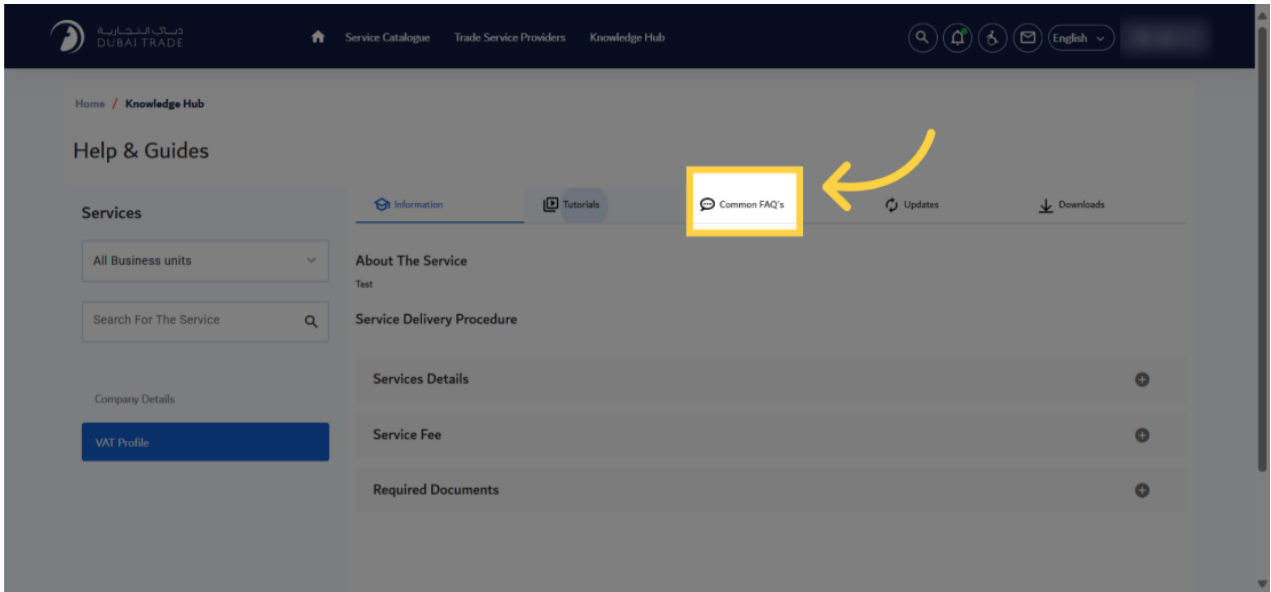 دبي التجارية
DUBAI TRADE
Service Catalogue
Trade Service Providers
Knowledge Hub
English
Home / Knowledge Hub
Help & Guides
Services
All Business units
Search For The Service
Company Details
VAT Profile
Information
Tutorials
Common FAQ's
Updates
Downloads
About The Service
Test
Service Delivery Procedure
Services Details
Service Fee
Required Documents